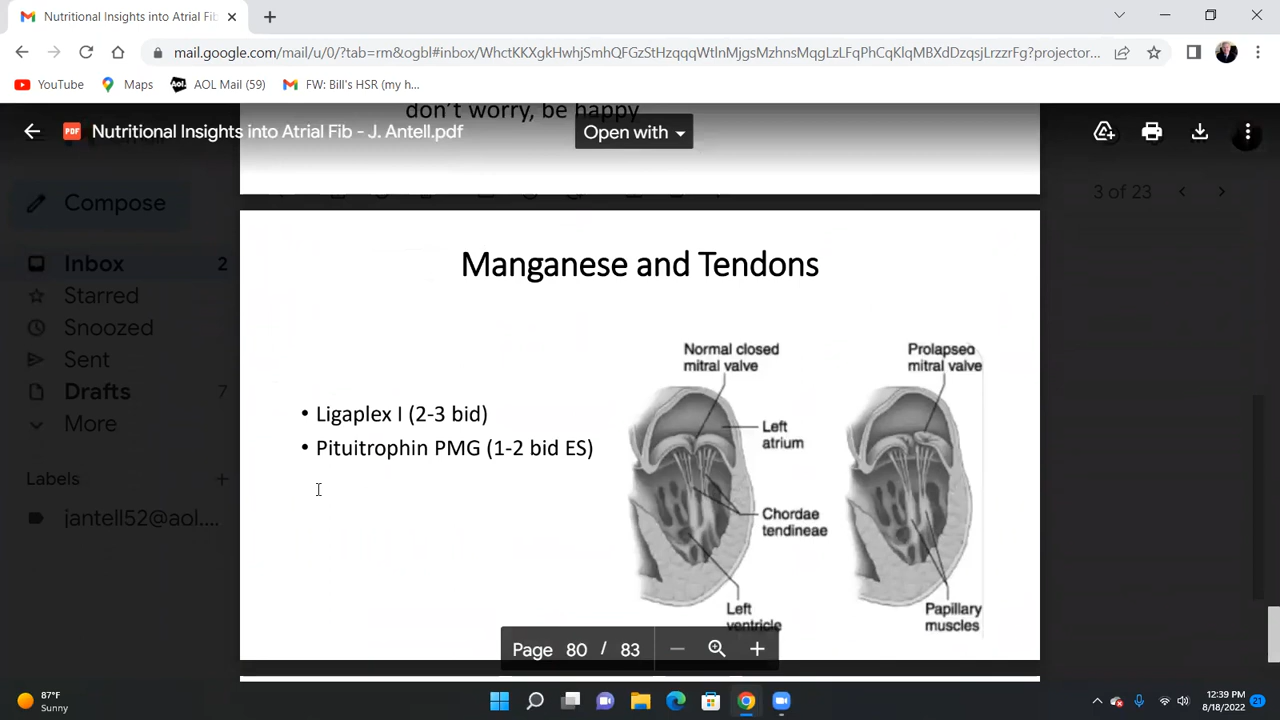 Nutritional Insights into Atrial Fib
mail.google.com/mail/u/0/?tab=rm&ogbl#inbox/WhctKKXgkHwhjSmhQFGzStHzqqqWtlnMjgsMzhnsMqgLzLFqPhCqKlqMBXdDzqsjLrzzrFg?projector...
YouTube Maps AOL Mail (59) FW: Bill's HSR (my h...
don't worry, be happy
PDF Nutritional Insights into Atrial Fib - J. Antell.pdf Open with
Compose 3 of 23
Inbox 2
Starred
Snoozed
Sent
Drafts 7
More
Labels +
jantell52@aol....
Manganese and Tendons
• Ligaplex I (2-3 bid)
• Pituitrophin PMG (1-2 bid ES)
Normal closed
mitral valve
Prolapsed
mitral valve
Left
atrium
Chordae
tendineae
Left
ventricle
Papillary
muscles
Page 80 / 83
87°F
Sunny
12:39 PM
8/18/2022
21